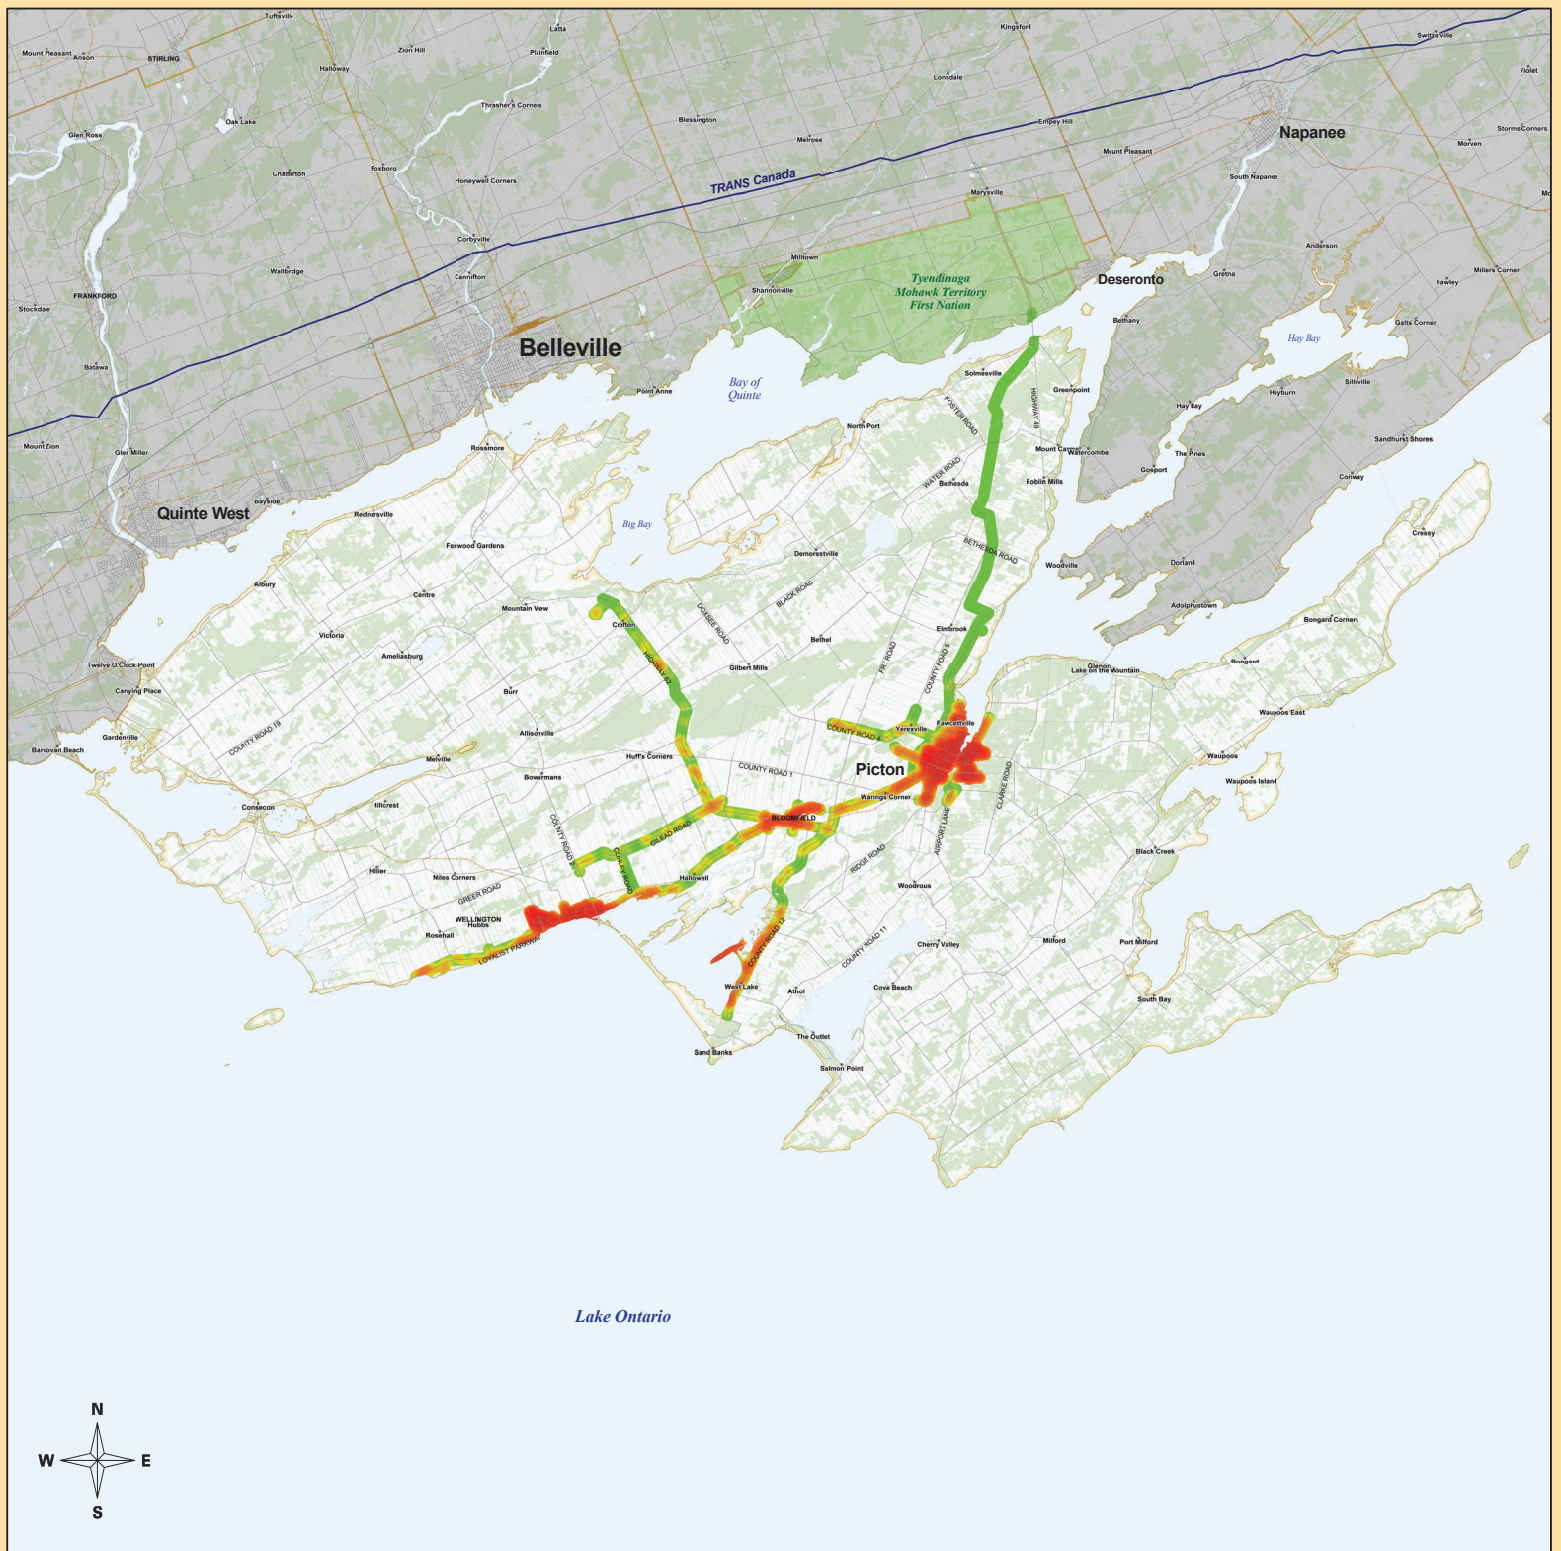 Tuftsville
Latta
Kingsfort
Switzeville
Mount Peasant
Anson
STIRLING
Zion Hill
Plainfield
Halloway
Lonsdale
Violet
Thrasher's Corners
Oak Lake
Glen Ross
Blessington
Melrose
Empey Hill
Napanee
StormsCorners
Morven
Mount Pleasant
Foxboro
Chatterton
Honeywell Corners
TRANS Canada
South Napanee
Marysville
Corbyville
Cannifton
Wallbridge
Milltown
Anderson
Shannonville
Tyendinaga
Mohawk Territory
First Nation
Deseronto
Gretna
Millers Corner
Hawley
FRANKFORD
Stockdale
Bethany
Galts Corner
Hay Bay
Belleville
Batawa
Point Anne
Bay of
Quinte
Solmesville
Greenpoint
Sillville
Hiyburn
FOSTER ROAD
HIGHWAY 49
Hay Bay
North Port
MountZion
Glen Miller
Rossmore
Sandhurst Shores
Mount Carmel
Watercombe
The Pines
Gosport
Conway
WATER ROAD
Bethesda
Roblin Mills
Quinte West
Bayside
Rednesville
Big Bay
Cressy
Ferwood Gardens
Demorestville
BETHESDA ROAD
Woodville
Dorland
Albury
Centre
Mountain View
BLACK ROAD
Adolphustown
DOXSEE ROAD
Crofton
Bongard Corners
Victoria
Bethel
Elmbrook
Ameliasburg
HIGHWAY 62
Gilbert Mills
FRY ROAD
COUNTY ROAD 5
Twelve O'Clock Point
Glenora
Lake on the Mountain
Bongard
Carrying Place
Burr
Waupoos East
COUNTY ROAD 19
Gardenville
Barcovan Beach
Allisonville
COUNTY ROAD 4
Yerexville
Fawcettville
Melville
Huff's Corners
Waupoos
COUNTY ROAD 1
Picton
Bowermans
Waupoos Island
CLARKE ROAD
Warings Corner
Consecon
Hillcrest
BLOOMFIELD
COUNTY ROAD 2
GILEAD ROAD
AIRPORT LANE
Black Creek
RIDGE ROAD
CONLEY ROAD
Hillier
Niles Corners
Hallowell
Woodrous
GREER ROAD
WELLINGTON
Hubbs
Rosehall
LOYALIST PARKWAY
COUNTY ROAD 12
COUNTY ROAD 11
Cherry Valley
Milford
Port Milford
West Lake
Athol
Cove Beach
South Bay
The Outlet
Sand Banks
Salmon Point
Lake Ontario
N
W
E
S